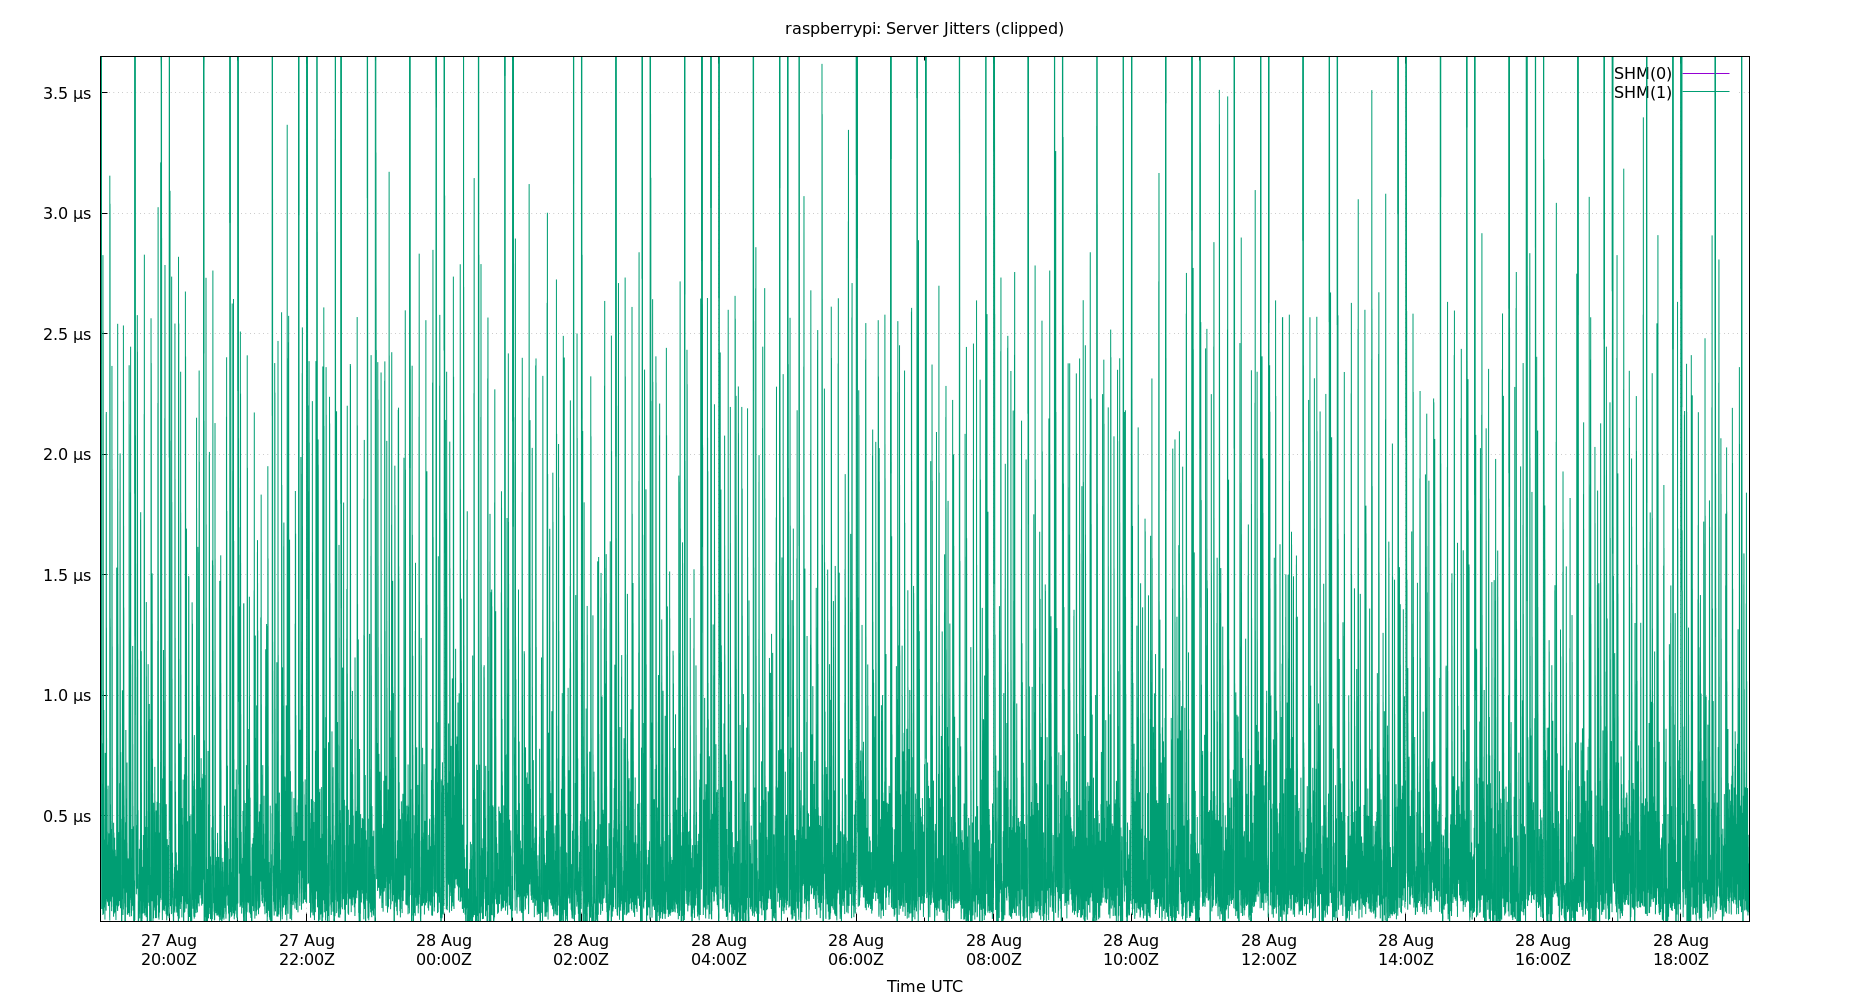 raspberrypi: Server Jitters (clipped)
SHM(0)
SHM(1)
3.5 µs
3.0 µs
2.5 µs
2.0 µs
1.5 µs
1.0 µs
0.5 µs
27 Aug 27 Aug 28 Aug 28 Aug 28 Aug 28 Aug 28 Aug 28 Aug 28 Aug 28 Aug 28 Aug 28 Aug
20:00Z 22:00Z 00:00Z 02:00Z 04:00Z 06:00Z 08:00Z 10:00Z 12:00Z 14:00Z 16:00Z 18:00Z
Time UTC